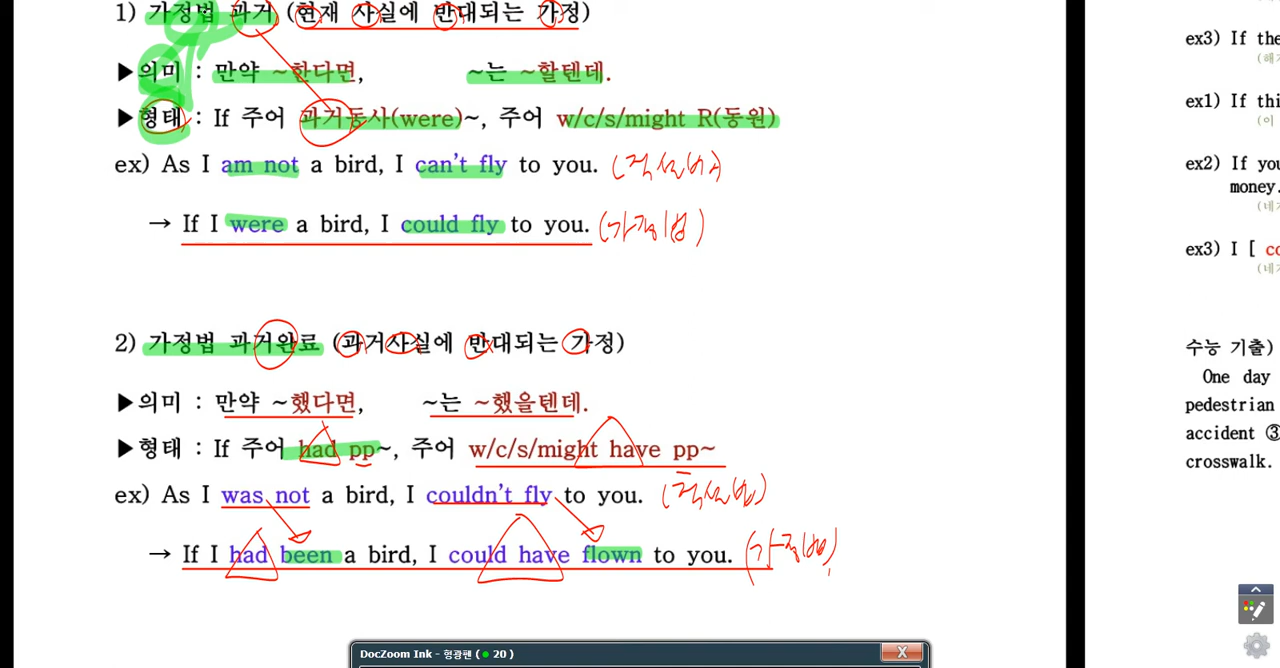 1) 가정법 과거 (현재 사실에 반대되는 가정)
▶의미 : 만약 ~한다면, ~는 ~할텐데.
▶형태 : If 주어 과거동사(were)~, 주어 w/c/s/might R(동원)
ex) As I am not a bird, I can't fly to you. (직설법)
→ If I were a bird, I could fly to you. (가정법)
2) 가정법 과거완료 (과거사실에 반대되는 가정)
▶의미 : 만약 ~했다면, ~는 ~했을텐데.
▶형태 : If 주어 had pp~, 주어 w/c/s/might have pp~
ex) As I was not a bird, I couldn't fly to you. (직설법)
→ If I had been a bird, I could have flown to you. (가정법)
ex3) If the
(해
ex1) If thi
(이
ex2) If you
money.
(네
ex3) I [ co
(네
수능 기출)
One day
pedestrian
accident ③
crosswalk.
DocZoom Ink - 형광펜 ( 20 )